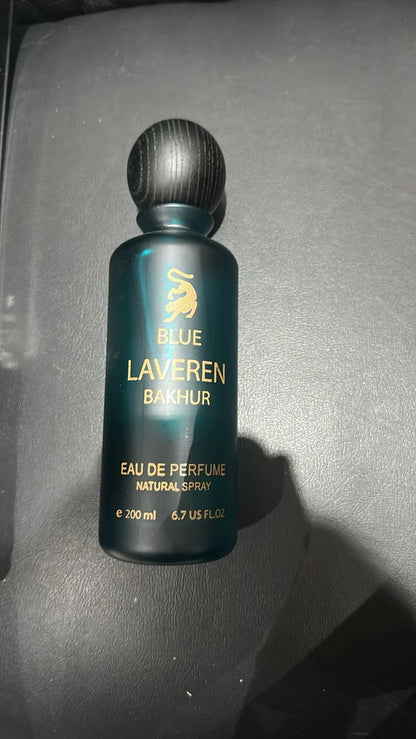 BLUE
LAVEREN
BAKHUR
EAU DE PERFUME
NATURAL SPRAY
e 200 ml 6.7 US FL.OZ